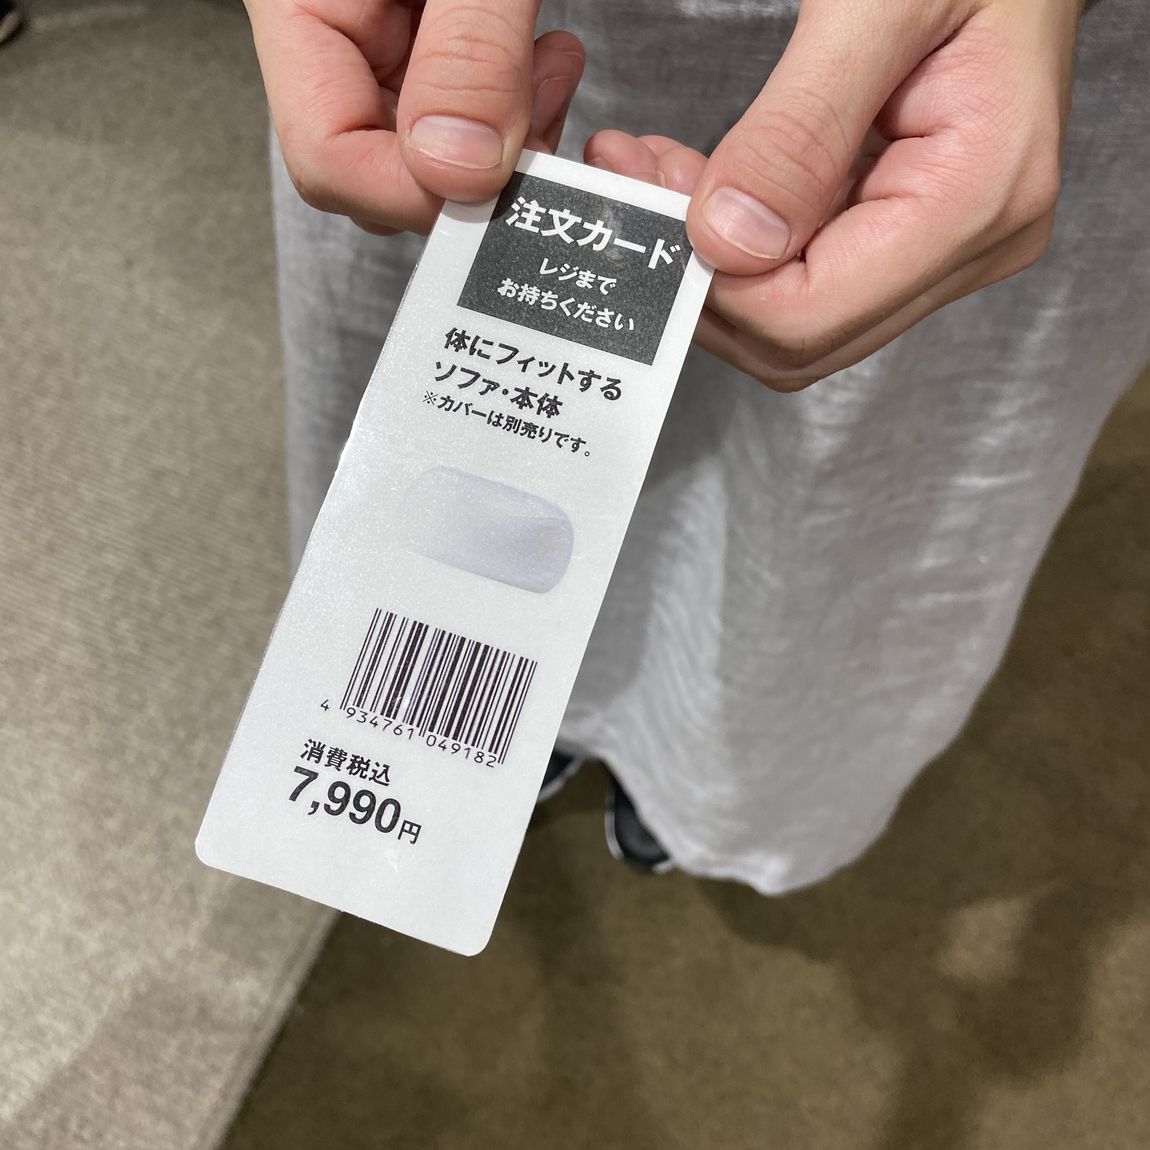 注文カード
レジまで
お持ちください
体にフィットする
ソファ・本体
※カバーは別売りです。
4 934761 049182
消費税込
7,990円